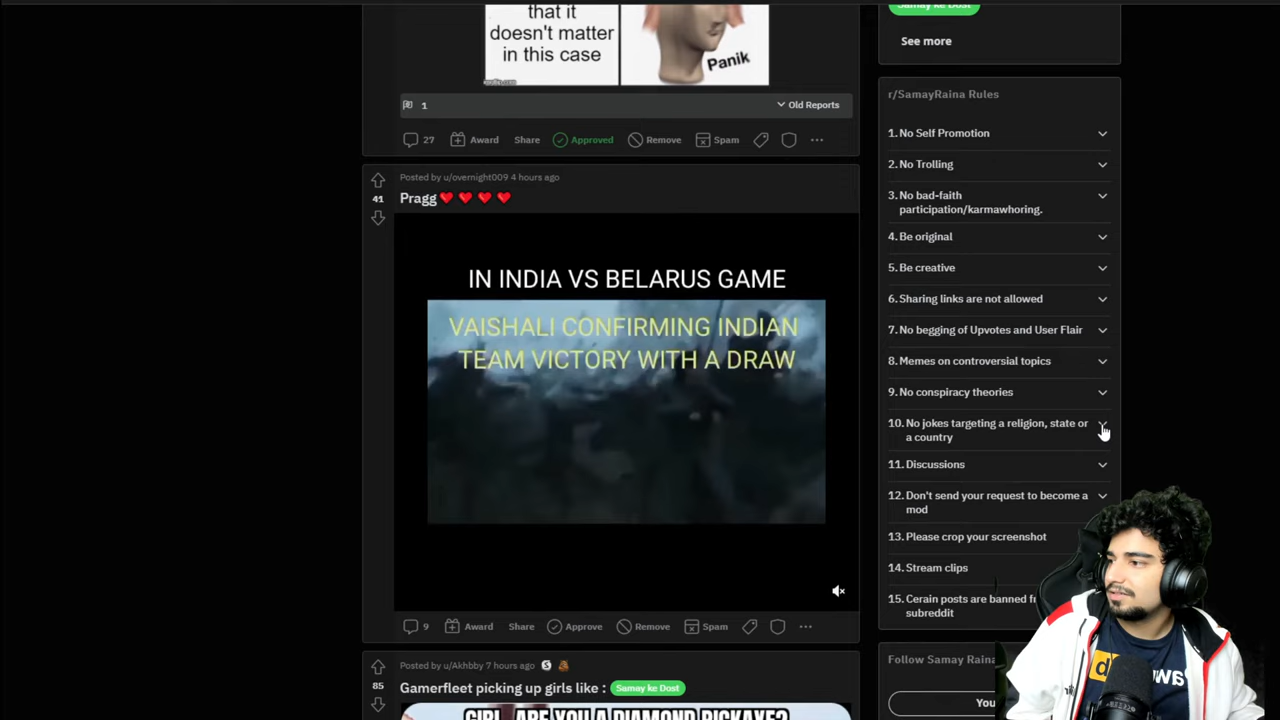 that it
doesn't matter
in this case
Panik
1
Old Reports
27
Award
Share
Approved
Remove
Spam
Posted by u/overnight009 4 hours ago
41
Pragg
IN INDIA VS BELARUS GAME
VAISHALI CONFIRMING INDIAN
TEAM VICTORY WITH A DRAW
9
Award
Share
Approve
Remove
Spam
Posted by u/Akhbby 7 hours ago
85
Gamerfleet picking up girls like :
Samay ke Dost
GIRL, ARE YOU A DIAMOND PICKAXE?
Samay ke Dost
See more
r/SamayRaina Rules
1. No Self Promotion
2. No Trolling
3. No bad-faith
participation/karmawhoring.
4. Be original
5. Be creative
6. Sharing links are not allowed
7. No begging of Upvotes and User Flair
8. Memes on controversial topics
9. No conspiracy theories
10. No jokes targeting a religion, state or
a country
11. Discussions
12. Don't send your request to become a
mod
13. Please crop your screenshot
14. Stream clips
15. Cerain posts are banned
subreddit
Follow Samay Raina
You